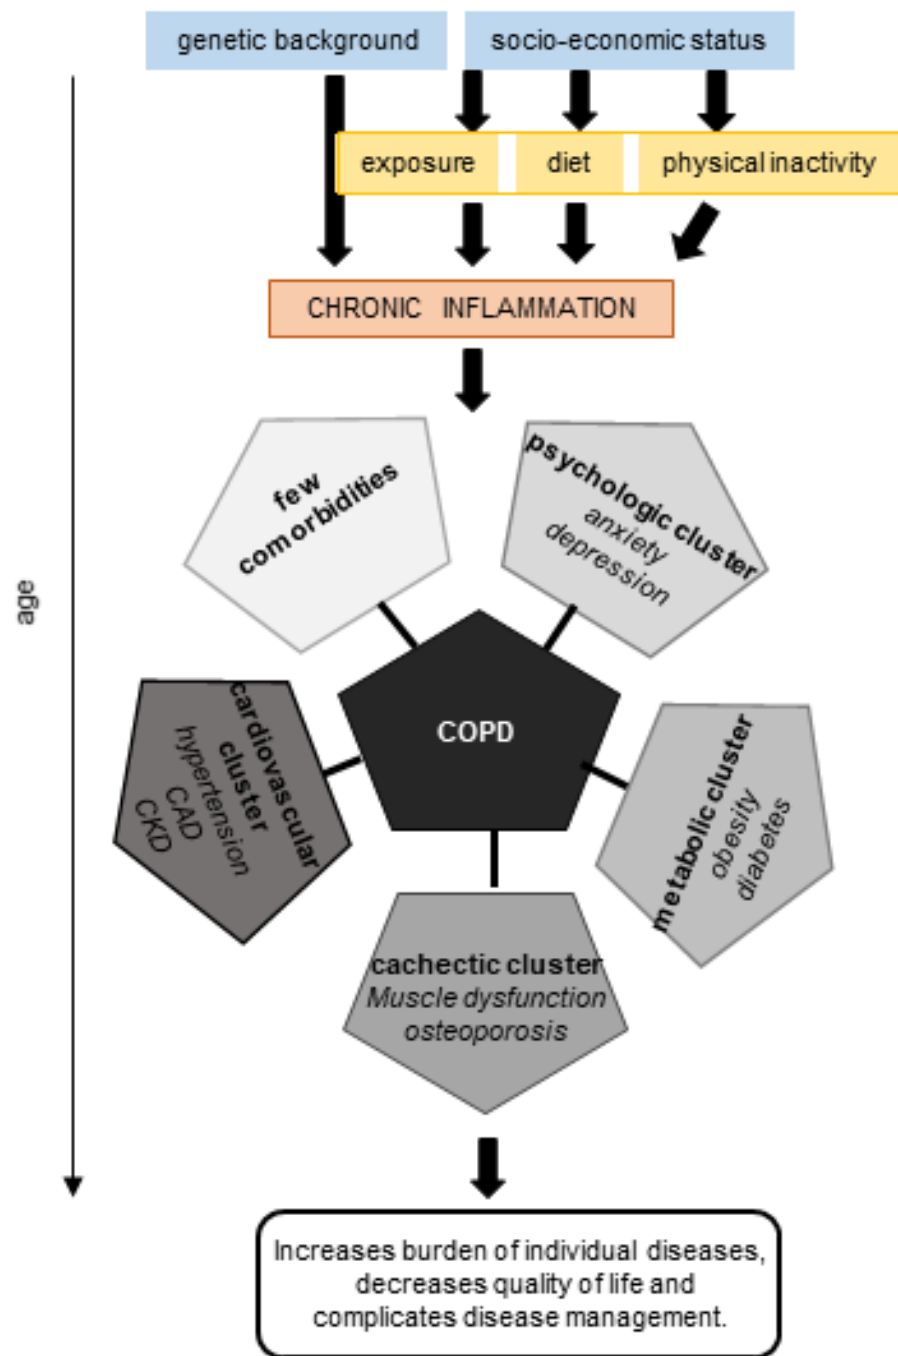 genetic background
socio-economic status
exposure
diet
physical inactivity
CHRONIC INFLAMMATION
few
comorbidities
psychologic cluster
anxiety
depression
age
COPD
cardiovascular
cluster
hypertension
CAD
CKD
metabolic cluster
obesity
diabetes
cachectic cluster
Muscle dysfunction
osteoporosis
Increases burden of individual diseases,
decreases quality of life and
complicates disease management.